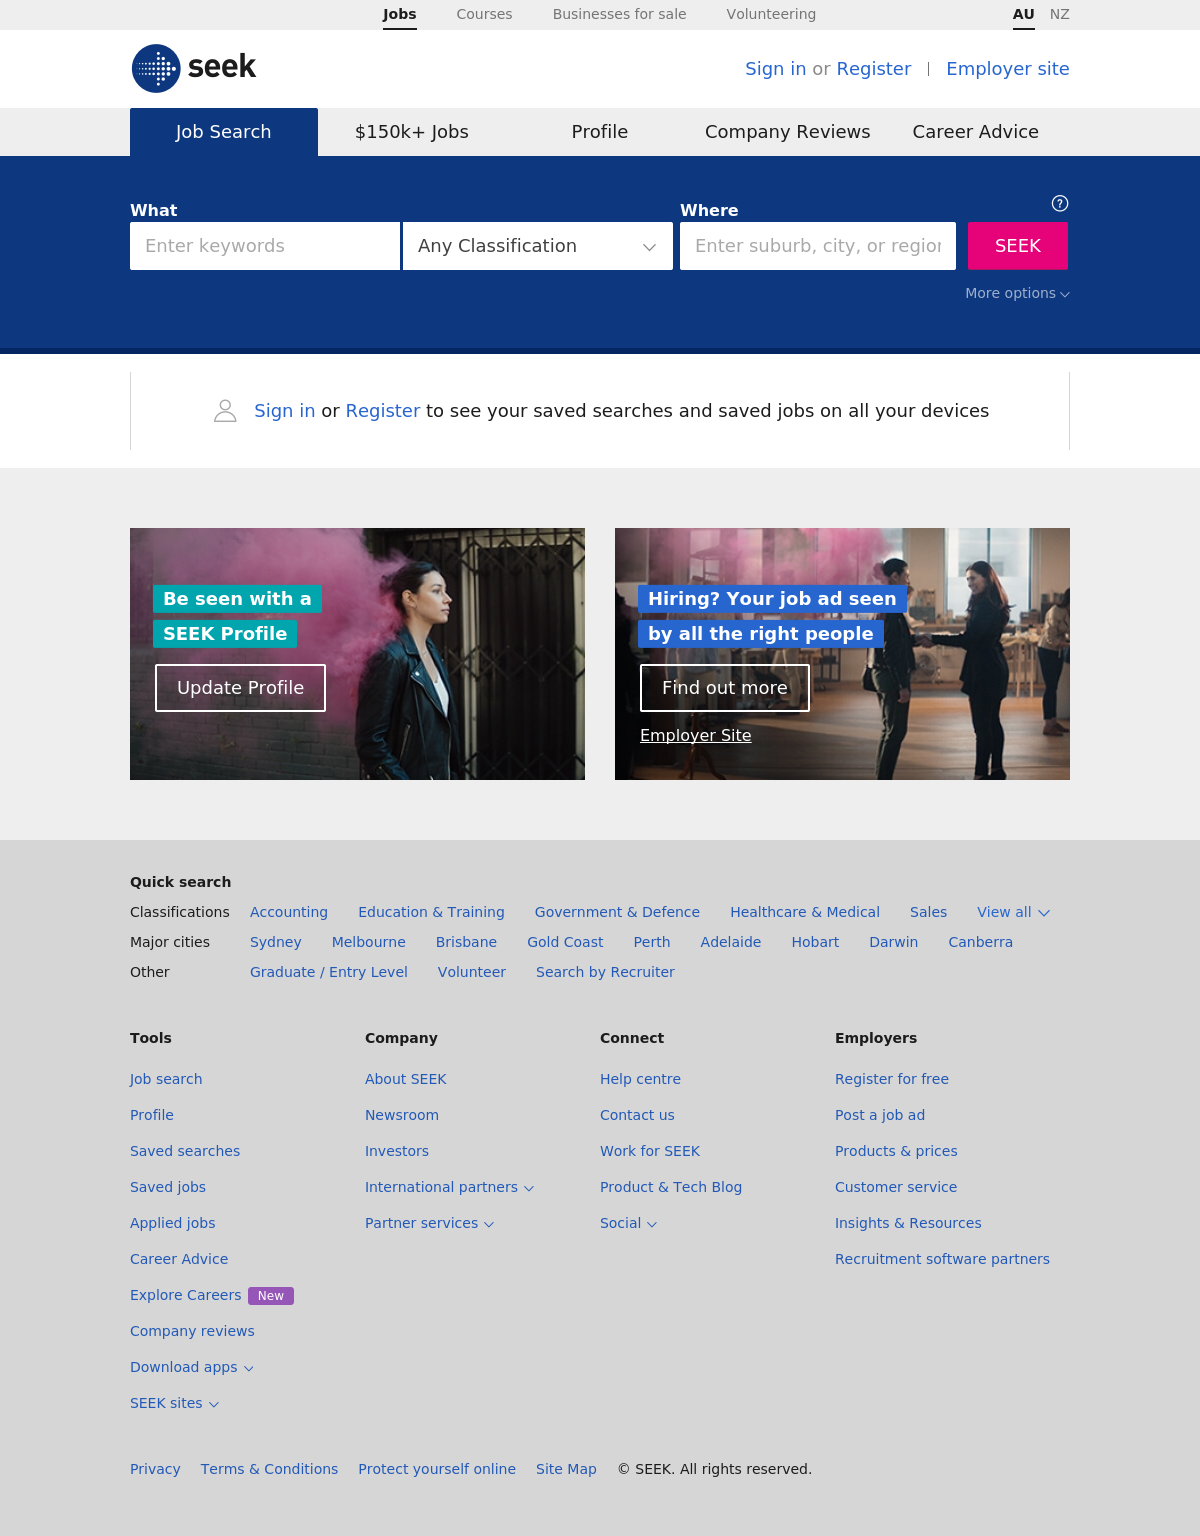 Jobs Courses Businesses for sale Volunteering AU NZ
seek Sign in or Register Employer site
Job Search $150k+ Jobs Profile Company Reviews Career Advice
What Where ?
Enter keywords Any Classification Enter suburb, city, or region SEEK
More options
Sign in or Register to see your saved searches and saved jobs on all your devices
Be seen with a
SEEK Profile
Update Profile
Hiring? Your job ad seen
by all the right people
Find out more
Employer Site
Quick search
Classifications Accounting Education & Training Government & Defence Healthcare & Medical Sales View all
Major cities Sydney Melbourne Brisbane Gold Coast Perth Adelaide Hobart Darwin Canberra
Other Graduate / Entry Level Volunteer Search by Recruiter
Tools
Job search
Profile
Saved searches
Saved jobs
Applied jobs
Career Advice
Explore Careers New
Company reviews
Download apps
SEEK sites
Company
About SEEK
Newsroom
Investors
International partners
Partner services
Connect
Help centre
Contact us
Work for SEEK
Product & Tech Blog
Social
Employers
Register for free
Post a job ad
Products & prices
Customer service
Insights & Resources
Recruitment software partners
Privacy Terms & Conditions Protect yourself online Site Map © SEEK. All rights reserved.